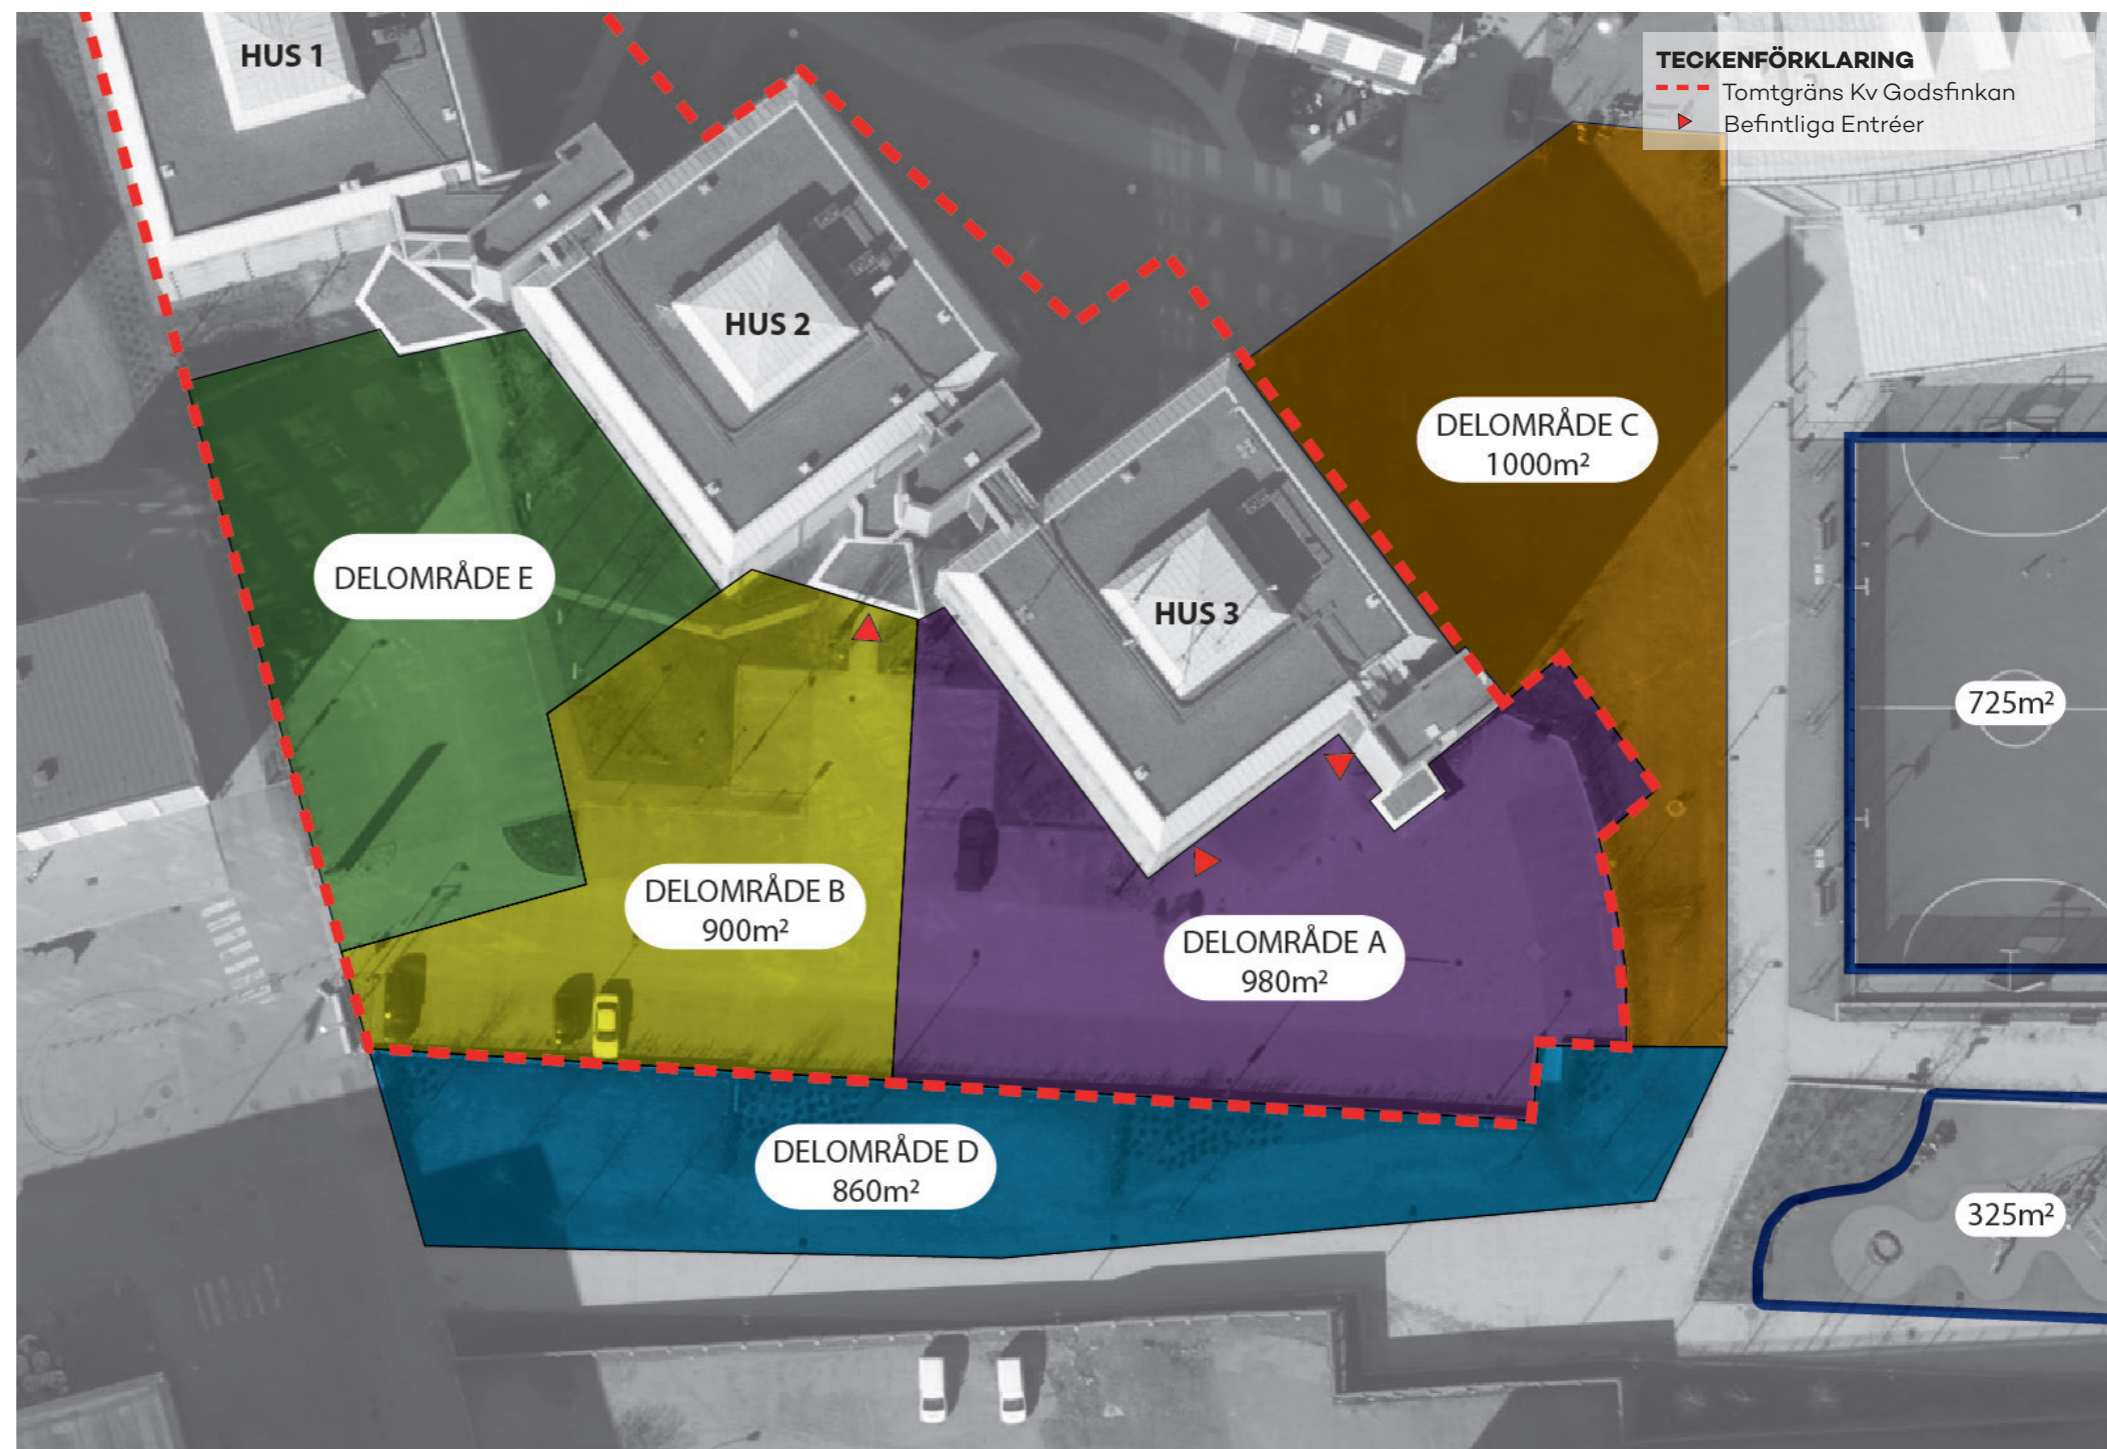 HUS 1
TECKENFÖRKLARING
Tomtgräns Kv Godsfinkan
Befintliga Entréer
HUS 2
DELOMRÅDE C
1000m²
DELOMRÅDE E
HUS 3
725m²
DELOMRÅDE B
900m²
DELOMRÅDE A
980m²
DELOMRÅDE D
860m²
325m²